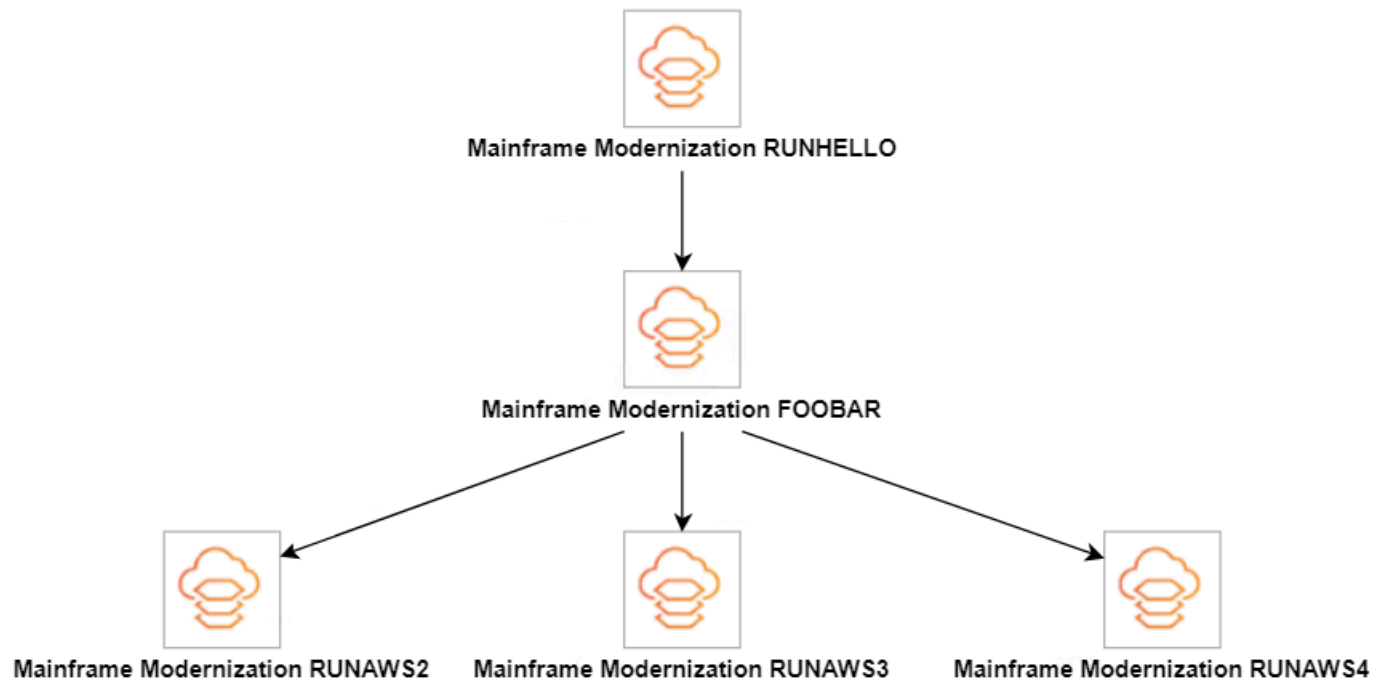 Mainframe Modernization RUNHELLO
Mainframe Modernization FOOBAR
Mainframe Modernization RUNAWS2
Mainframe Modernization RUNAWS3
Mainframe Modernization RUNAWS4